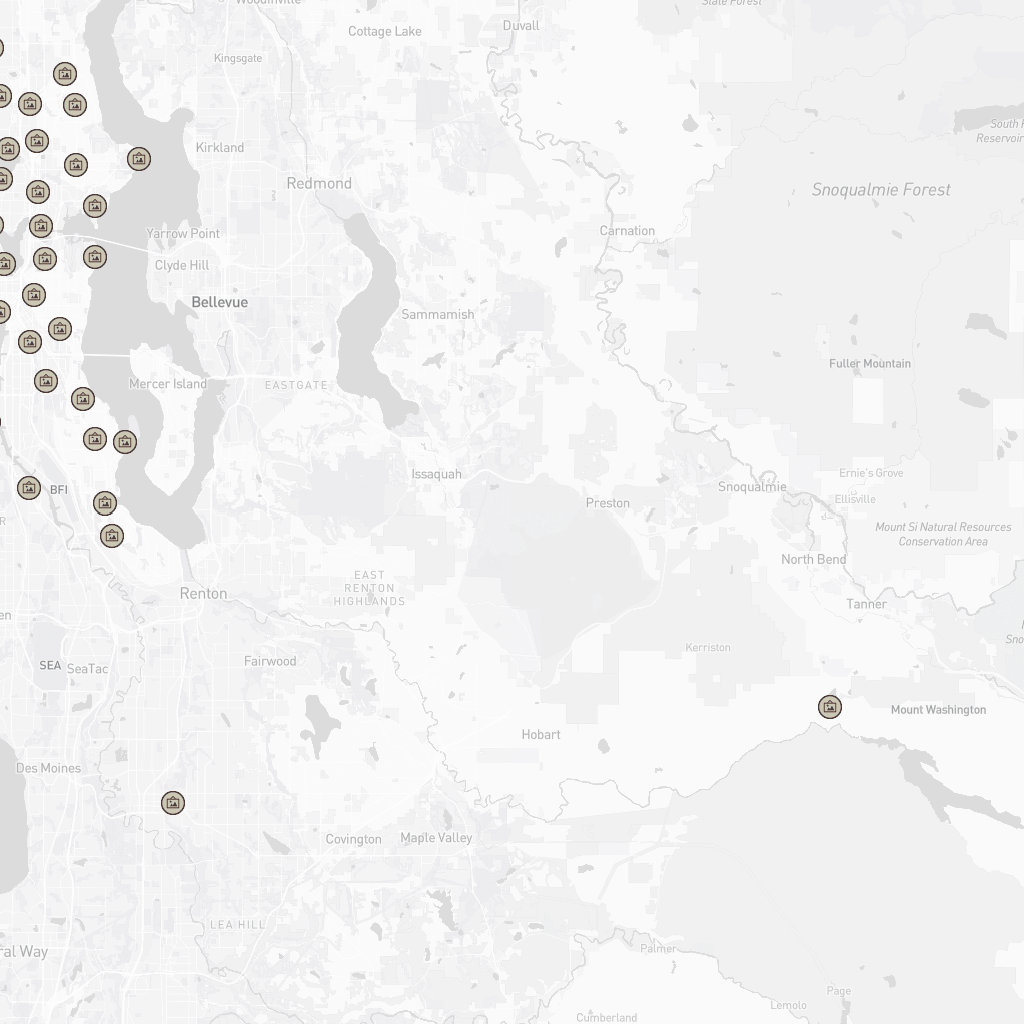 Woodinville
State Forest
Duvall
Cottage Lake
Kingsgate
South F
Reservoir
Kirkland
Redmond
Snoqualmie Forest
Carnation
Yarrow Point
Clyde Hill
Bellevue
Sammamish
Fuller Mountain
Mercer Island
EASTGATE
Issaquah
Ernie's Grove
Snoqualmie
BFI
Ellisville
Preston
R
Mount Si Natural Resources
Conservation Area
North Bend
EAST
RENTON
HIGHLANDS
Renton
Tanner
en
Sno
Kerriston
Fairwood
SEA
SeaTac
Mount Washington
Hobart
Des Moines
Covington
Maple Valley
LEA HILL
ral Way
Palmer
Page
Lemolo
Cumberland